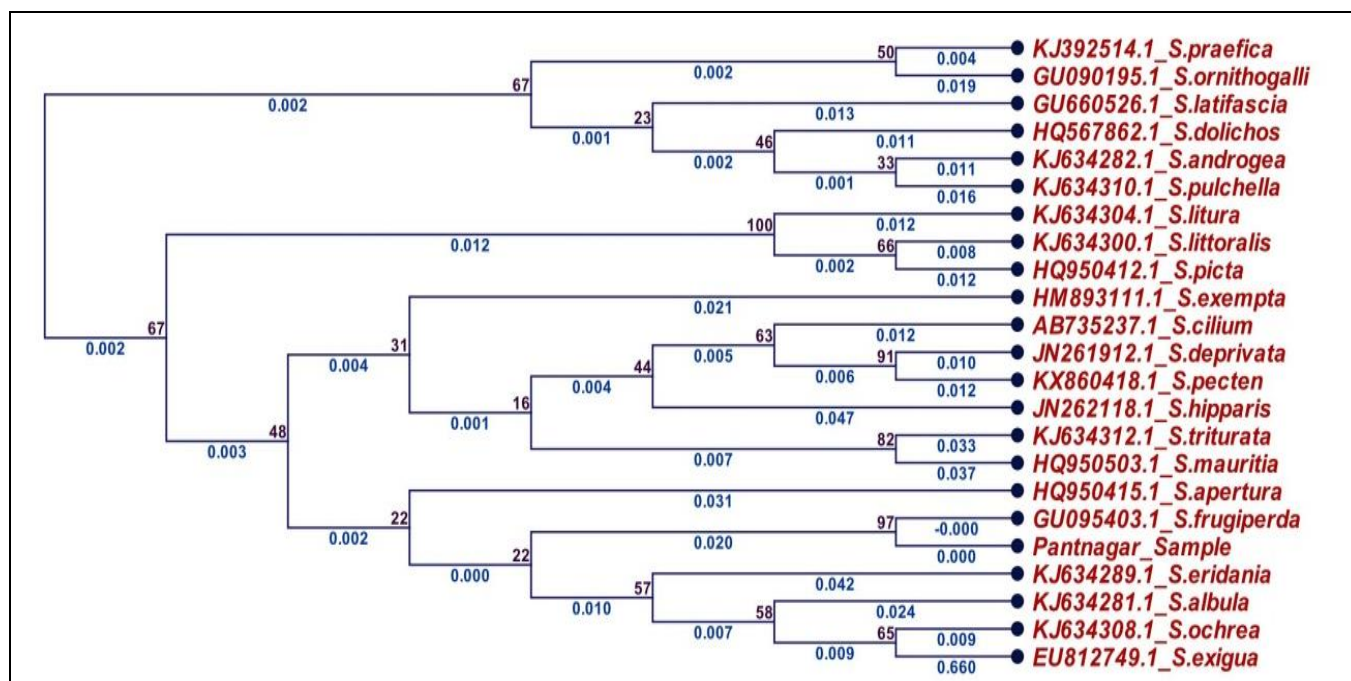 KJ392514.1_S.praefica
50
0.004
0.002
GU090195.1_S.ornithogalli
67
0.019
0.002
GU660526.1_S.latifascia
23
0.013
0.001
HQ567862.1_S.dolichos
46
0.011
0.002
KJ634282.1_S.androgea
33
0.011
0.001
KJ634310.1_S.pulchella
0.016
KJ634304.1_S.litura
100
0.012
0.012
KJ634300.1_S.littoralis
66
0.008
0.002
HQ950412.1_S.picta
0.012
HM893111.1_S.exempta
0.021
AB735237.1_S.cilium
67
63
0.012
0.002
31
0.005
JN261912.1_S.deprivata
91
0.010
0.004
44
0.006
KX860418.1_S.pecten
0.004
0.012
16
JN262118.1_S.hipparis
0.001
0.047
KJ634312.1_S.triturata
48
82
0.033
0.003
0.007
HQ950503.1_S.mauritia
0.037
HQ950415.1_S.apertura
0.031
22
GU095403.1_S.frugiperda
97
-0.000
0.002
0.020
Pantnagar_Sample
22
0.000
0.000
KJ634289.1_S.eridania
57
0.042
0.010
KJ634281.1_S.albula
58
0.024
0.007
KJ634308.1_S.ochrea
65
0.009
0.009
EU812749.1_S.exigua
0.660